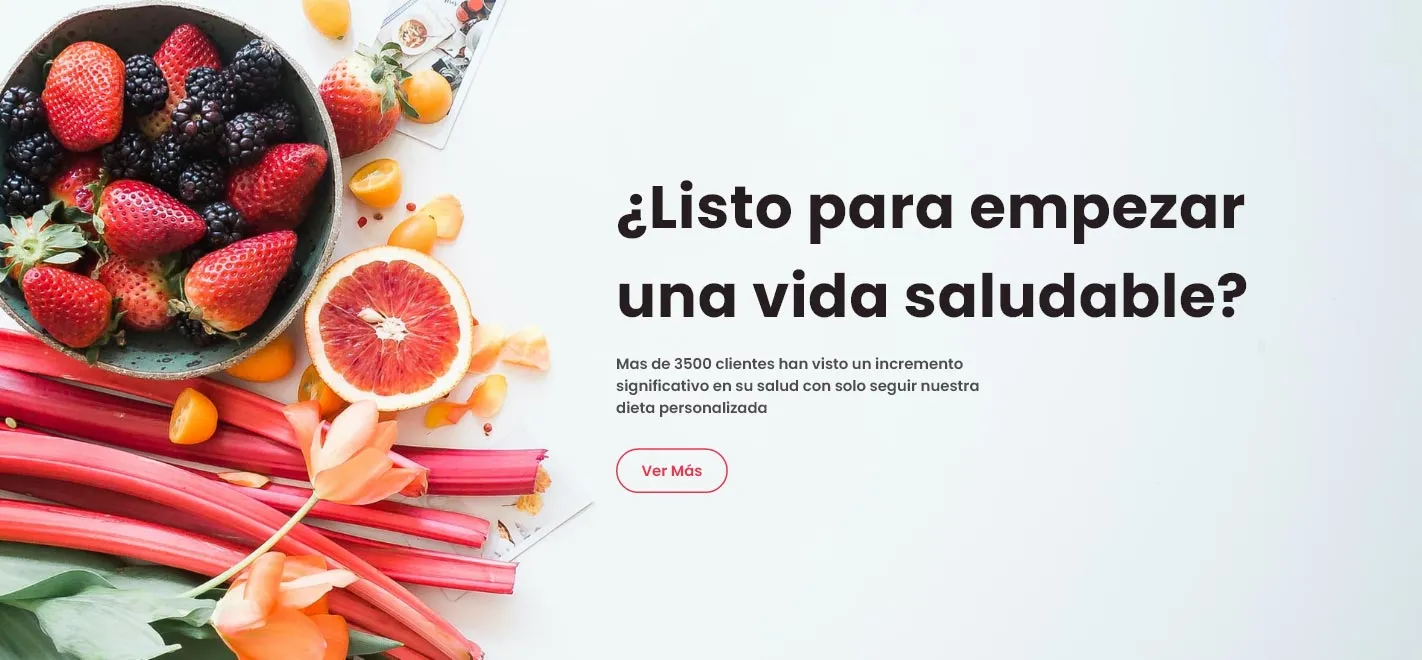 ¿Listo para empezar
una vida saludable?
Mas de 3500 clientes han visto un incremento
significativo en su salud con solo seguir nuestra
dieta personalizada
Ver Más